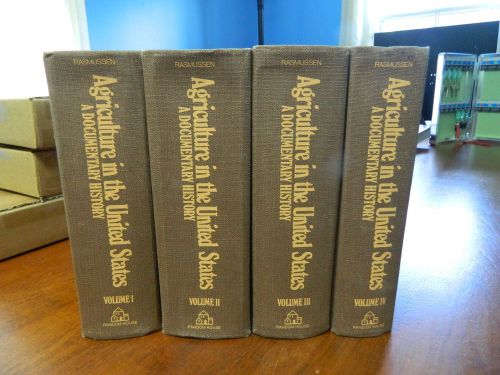 RASMUSSEN
Agriculture in the United States
A DOCUMENTARY HISTORY
VOLUME I
RANDOM HOUSE
RASMUSSEN
Agriculture in the United States
A DOCUMENTARY HISTORY
VOLUME II
RANDOM HOUSE
RASMUSSEN
Agriculture in the United States
A DOCUMENTARY HISTORY
VOLUME III
RANDOM HOUSE
RASMUSSEN
Agriculture in the United States
A DOCUMENTARY HISTORY
VOLUME IV
RANDOM HOUSE